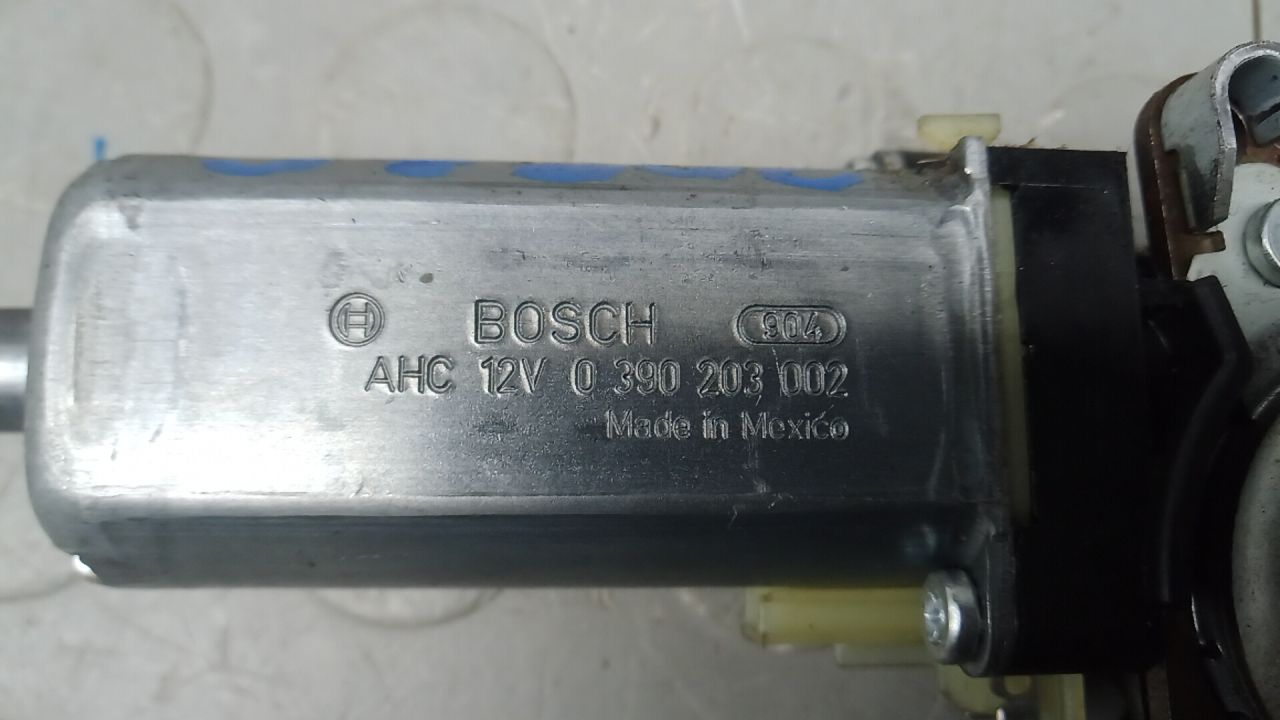 BOSCH 904
AHC 12V 0 390 203 002
Made in Mexico